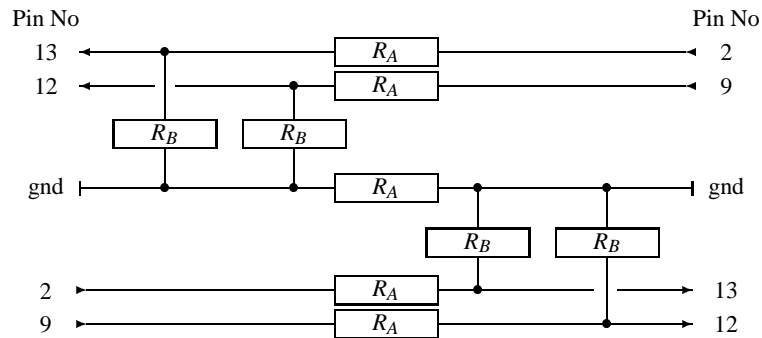 Pin No Pin No
13 R_A 2
12 R_A 9
R_B R_B
gnd R_A gnd
R_B R_B
2 R_A 13
9 R_A 12